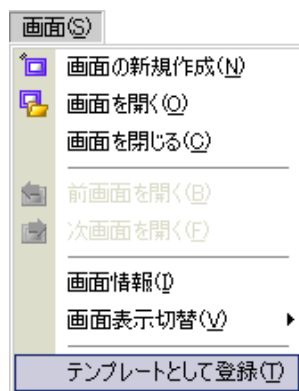 画面(S)
画面の新規作成(N)
画面を開く(O)
画面を閉じる(C)
前画面を開く(B)
次画面を開く(F)
画面情報(I)
画面表示切替(V)
テンプレートとして登録(T)